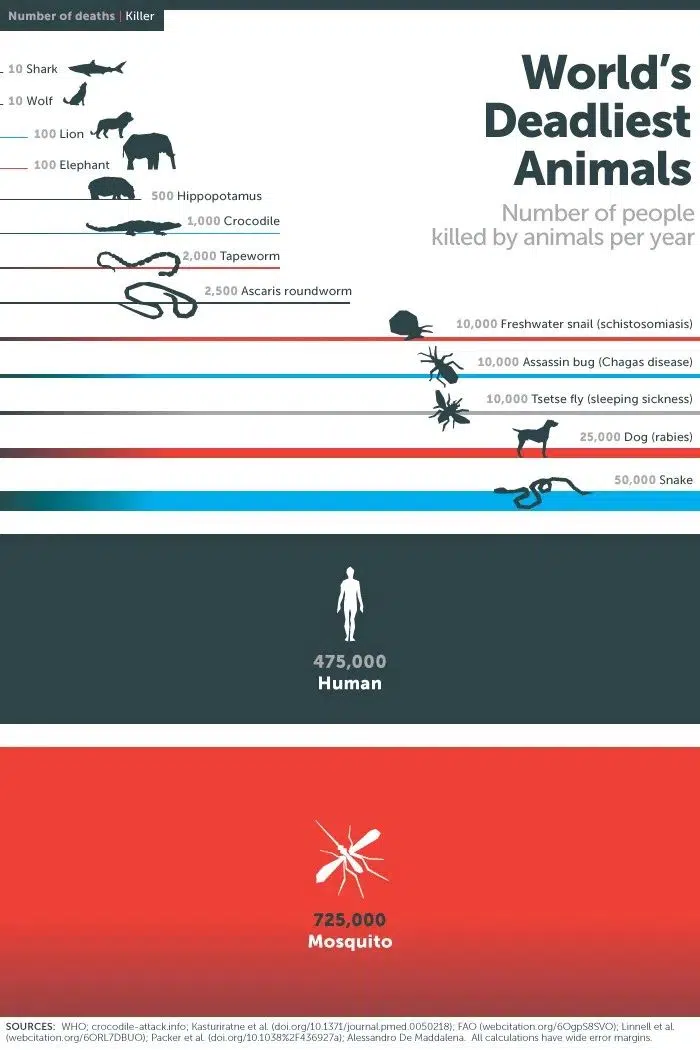 Number of deaths | Killer
World's
Deadliest
Animals
Number of people
killed by animals per year
10 Shark
10 Wolf
100 Lion
100 Elephant
500 Hippopotamus
1,000 Crocodile
2,000 Tapeworm
2,500 Ascaris roundworm
10,000 Freshwater snail (schistosomiasis)
10,000 Assassin bug (Chagas disease)
10,000 Tsetse fly (sleeping sickness)
25,000 Dog (rabies)
50,000 Snake
475,000
Human
725,000
Mosquito
SOURCES: WHO; crocodile-attack.info; Kasturiratne et al. (doi.org/10.1371/journal.pmed.0050218); FAO (webcitation.org/6OgpS8SVO); Linnell et al.
(webcitation.org/6ORL7DBUO); Packer et al. (doi.org/10.1038%2F436927a); Alessandro De Maddalena. All calculations have wide error margins.